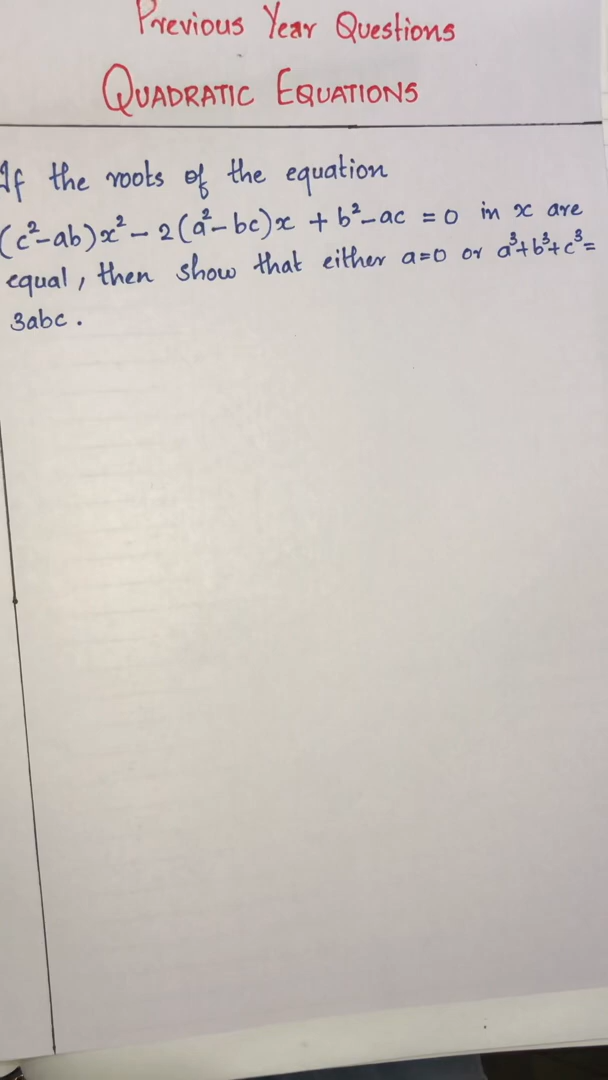 Previous Year Questions
QUADRATIC EQUATIONS
If the roots of the equation
(c²-ab)x² - 2(a²-bc)x + b²-ac = 0 in x are
equal, then show that either a=0 or a³+b³+c³=
3abc.